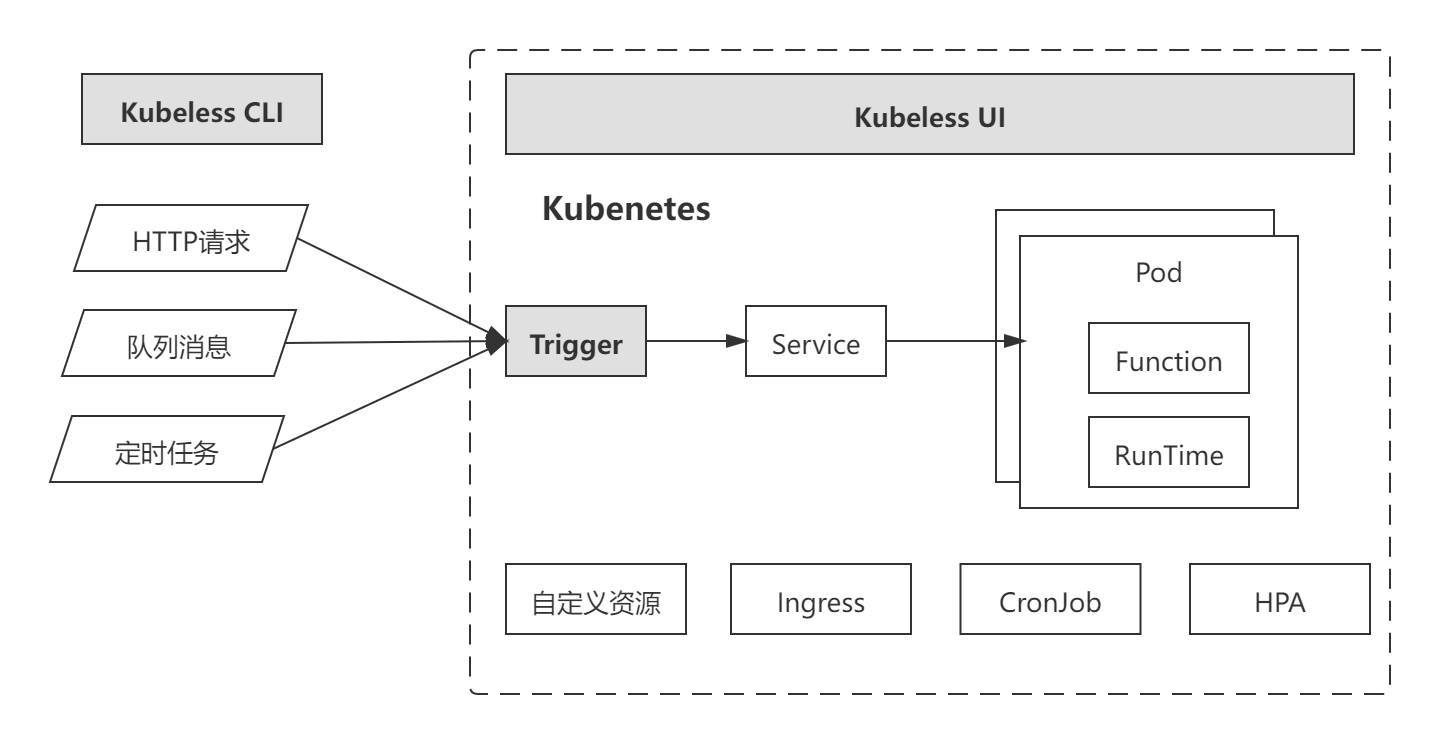 Kubeless CLI
Kubeless UI
Kubenetes
HTTP请求
队列消息
定时任务
Trigger
Service
Pod
Function
RunTime
自定义资源
Ingress
CronJob
HPA